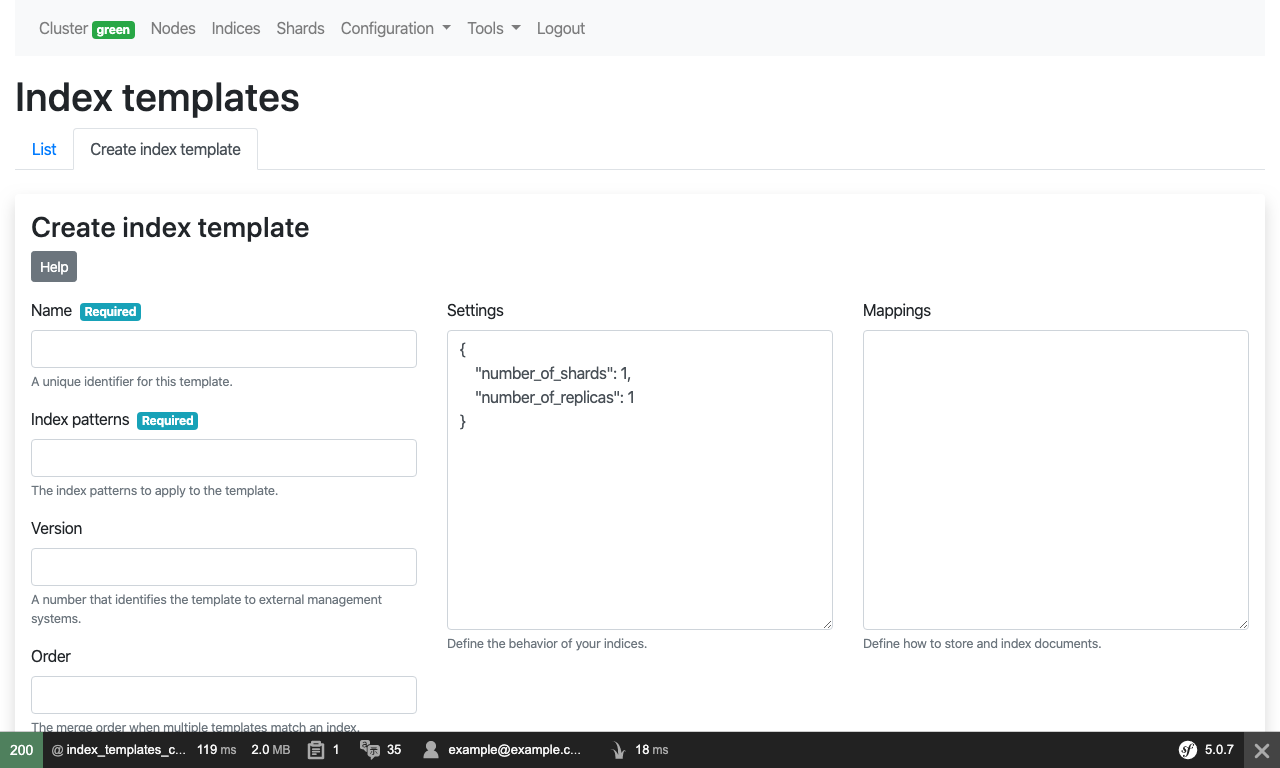 Cluster green Nodes Indices Shards Configuration Tools Logout
Index templates
List Create index template
Create index template
Help
Name Required
A unique identifier for this template.
Index patterns Required
The index patterns to apply to the template.
Version
A number that identifies the template to external management
systems.
Order
The merge order when multiple templates match an index.
Settings
{
"number_of_shards": 1,
"number_of_replicas": 1
}
Define the behavior of your indices.
Mappings
Define how to store and index documents.
200 @ index_templates_c... 119 ms 2.0 MB 1 35 example@example.c... 18 ms sf 5.0.7